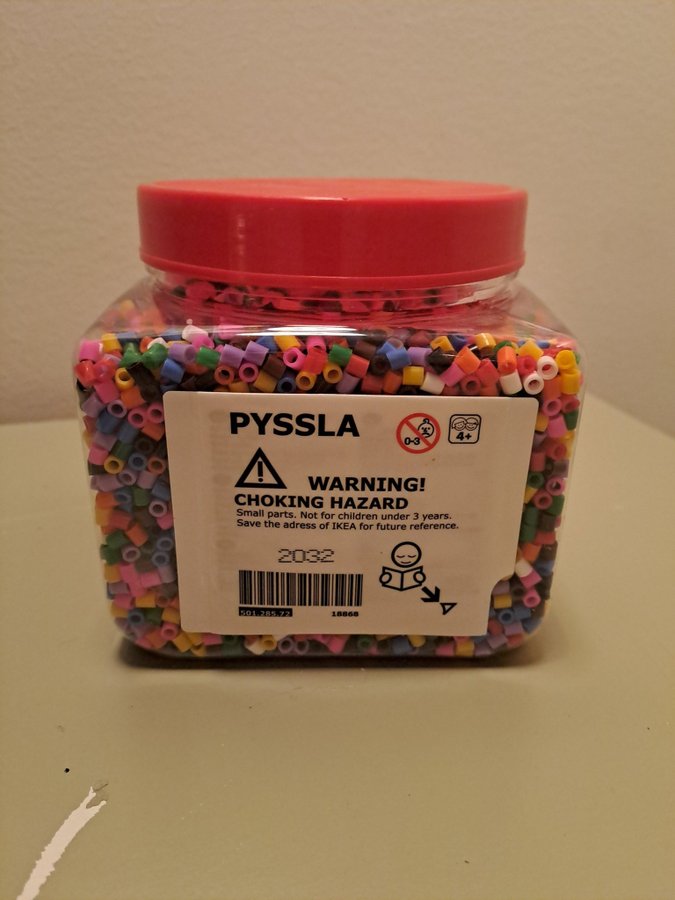 PYSSLA
0-3
4+
WARNING!
CHOKING HAZARD
Small parts. Not for children under 3 years.
Save the adress of IKEA for future reference.
2032
501.285.72 18868